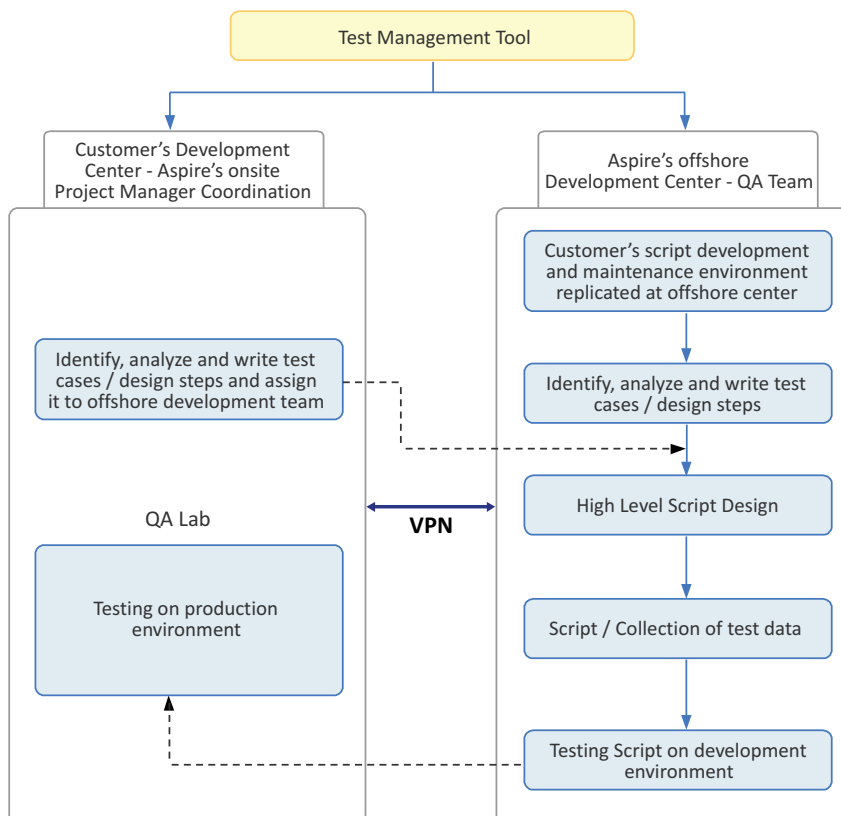 Test Management Tool
Customer’s Development
Center - Aspire’s onsite
Project Manager Coordination
Aspire’s offshore
Development Center - QA Team
Customer’s script development
and maintenance environment
replicated at offshore center
Identify, analyze and write test
cases / design steps and assign
it to offshore development team
Identify, analyze and write test
cases / design steps
High Level Script Design
QA Lab
VPN
Testing on production
environment
Script / Collection of test data
Testing Script on development
environment